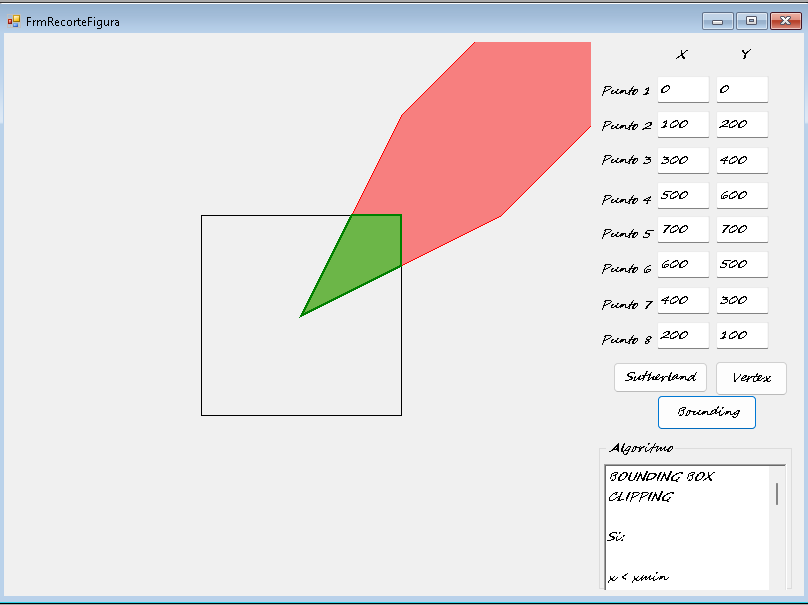 FrmRecorteFigura
X Y
Punto 1 0 0
Punto 2 100 200
Punto 3 300 400
Punto 4 500 600
Punto 5 700 700
Punto 6 600 500
Punto 7 400 300
Punto 8 200 100
Sutherland Vertex
Bounding
Algoritmo
BOUNDING BOX
CLIPPING
Si:
x < xmin